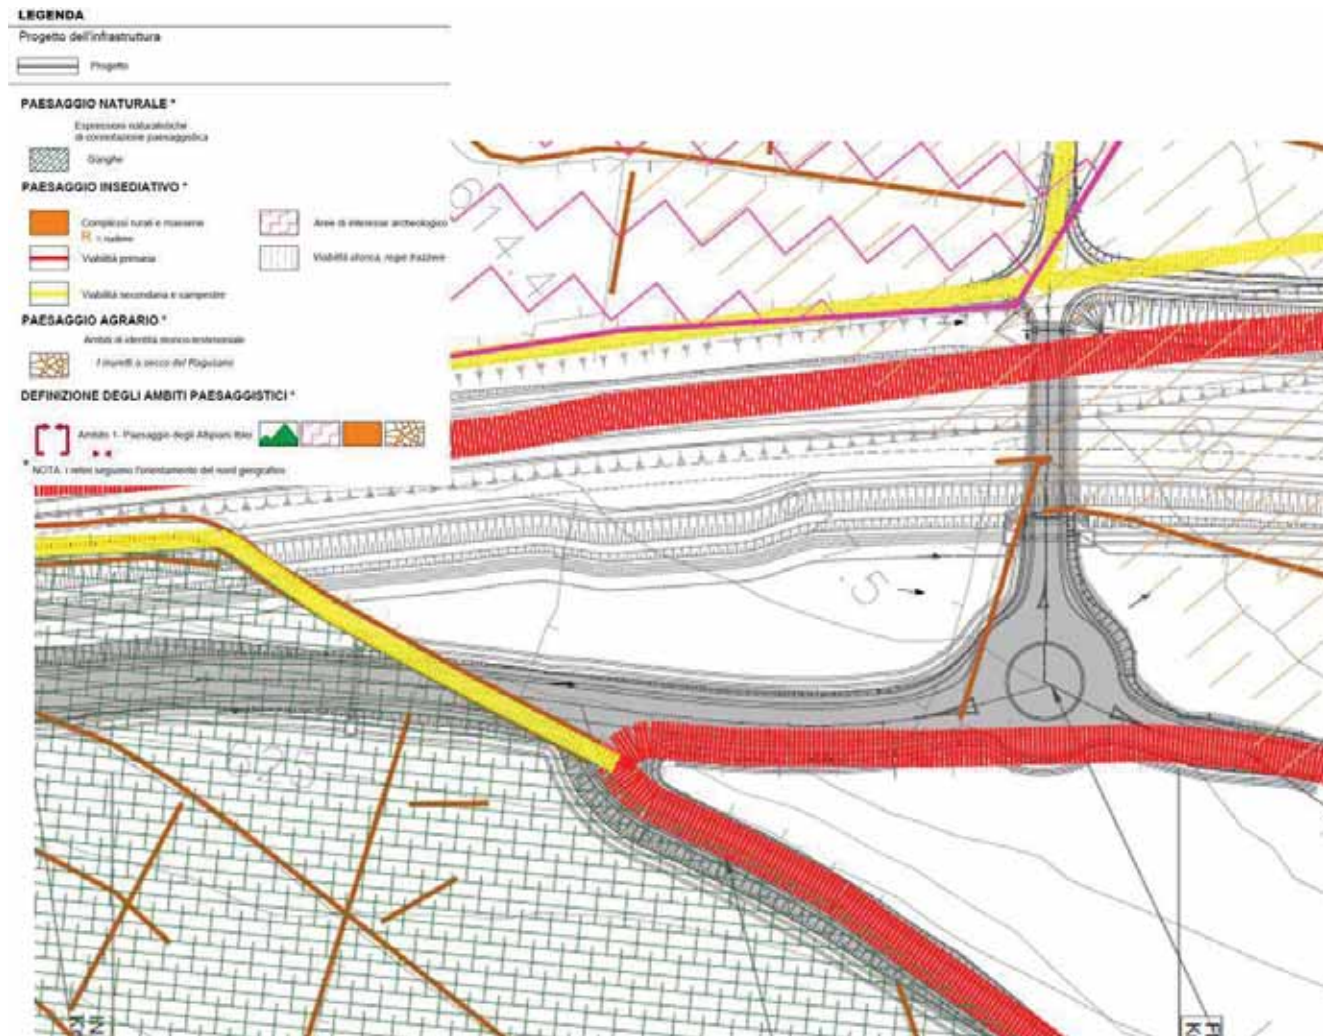 LEGENDA
Progetto dell'infrastruttura
Progetto
PAESAGGIO NATURALE *
Espressioni naturalistiche
di connotazione paesaggistica
Garighe
PAESAGGIO INSEDIATIVO *
Complessi rurali e masserie
R
Aree di interesse archeologico
Viabilità primaria
Viabilità storica, regie trazzere
Viabilità secondaria e campestre
PAESAGGIO AGRARIO *
Ambiti di identità storico-testimoniale
I muretti a secco del Ragusano
DEFINIZIONE DEGLI AMBITI PAESAGGISTICI *
Ambito 1- Paesaggio degli Altipiani Iblei
* NOTA: i retini seguono l'orientamento del nord geografico